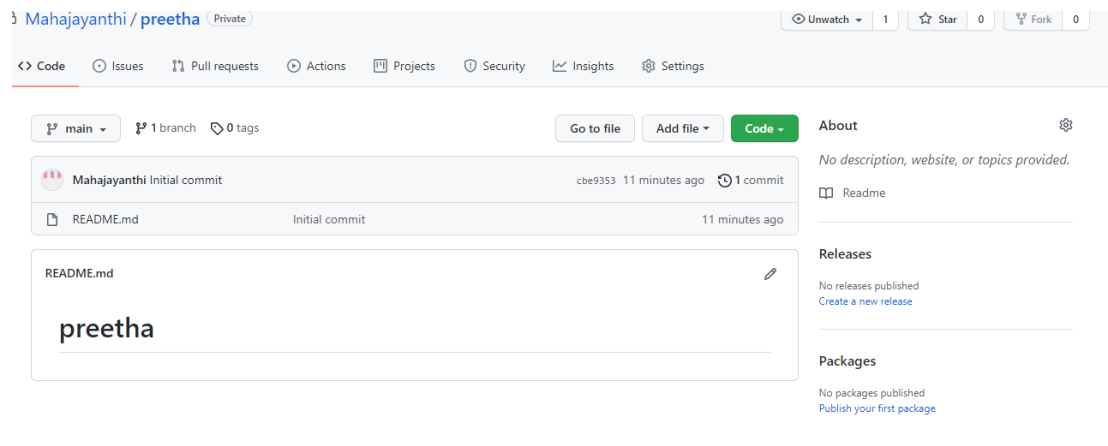 Mahajayanthi / preetha Private
Unwatch 1 Star 0 Fork 0
Code Issues Pull requests Actions Projects Security Insights Settings
main 1 branch 0 tags Go to file Add file Code
Mahajayanthi Initial commit cbe9353 11 minutes ago 1 commit
README.md Initial commit 11 minutes ago
README.md
preetha
About
No description, website, or topics provided.
Readme
Releases
No releases published
Create a new release
Packages
No packages published
Publish your first package